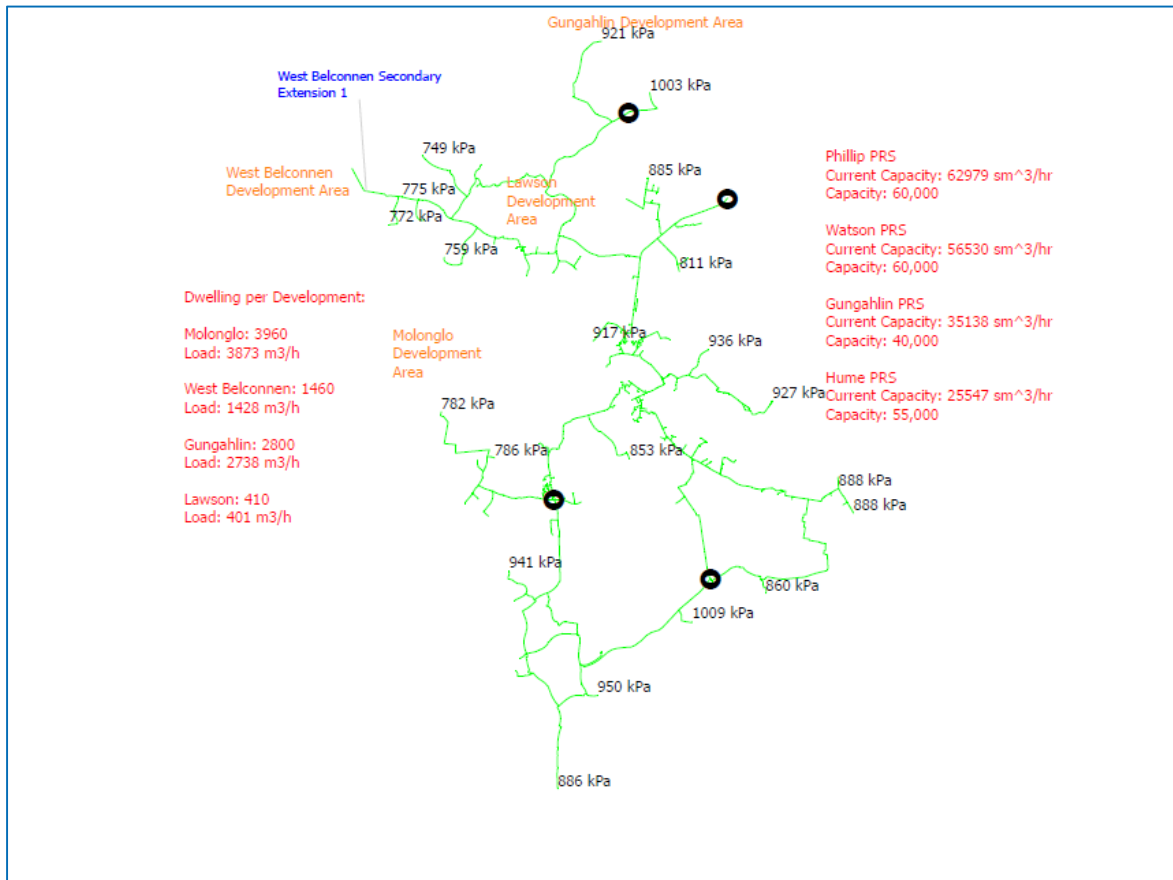 Gungahlin Development Area
921 kPa
West Belconnen Secondary
Extension 1
1003 kPa
749 kPa
West Belconnen
Development Area
775 kPa
772 kPa
759 kPa
Lawson
Development
Area
885 kPa
811 kPa
Phillip PRS
Current Capacity: 62979 sm^3/hr
Capacity: 60,000
Watson PRS
Current Capacity: 56530 sm^3/hr
Capacity: 60,000
Gungahlin PRS
Current Capacity: 35138 sm^3/hr
Capacity: 40,000
Hume PRS
Current Capacity: 25547 sm^3/hr
Capacity: 55,000
Dwelling per Development:
Molonglo: 3960
Load: 3873 m3/h
West Belconnen: 1460
Load: 1428 m3/h
Gungahlin: 2800
Load: 2738 m3/h
Lawson: 410
Load: 401 m3/h
Molonglo
Development
Area
917 kPa
936 kPa
927 kPa
782 kPa
786 kPa
853 kPa
888 kPa
888 kPa
941 kPa
860 kPa
1009 kPa
950 kPa
886 kPa